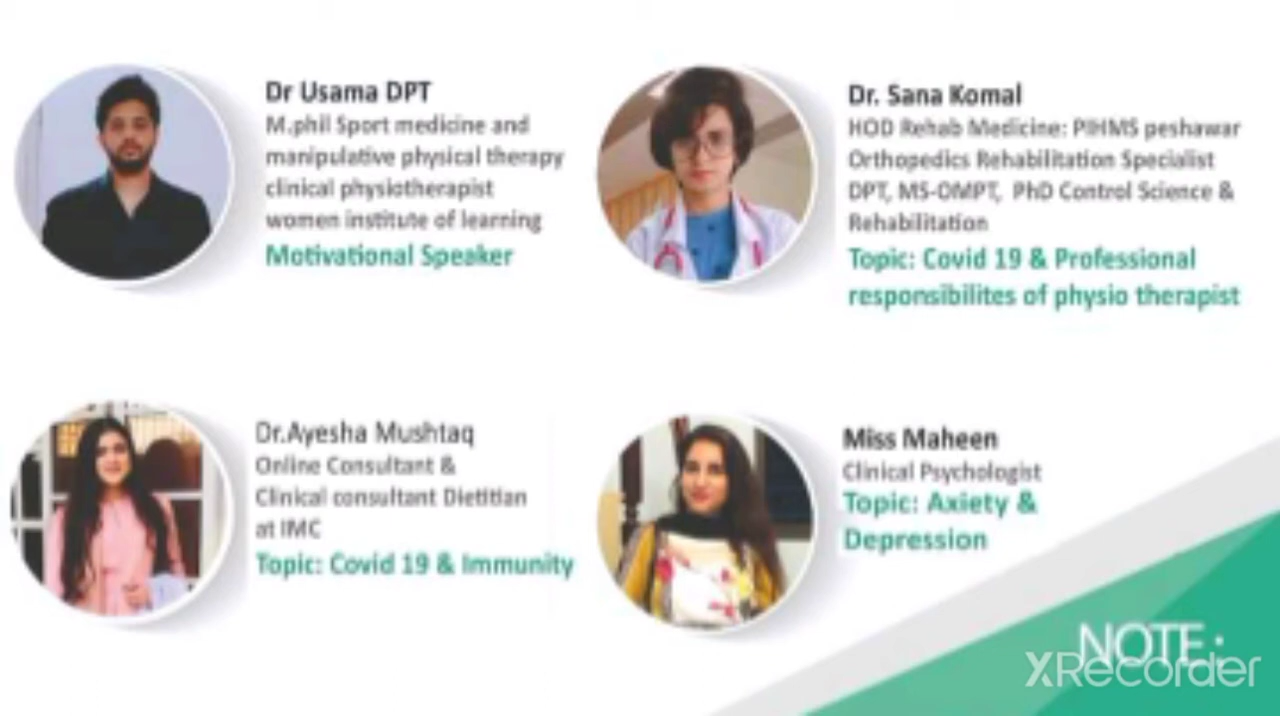 Dr Usama DPT
M.phil Sport medicine and
manipulative physical therapy
clinical physiotherapist
women institute of learning
Motivational Speaker
Dr. Sana Komal
HOD Rehab Medicine: PIHMS peshawar
Orthopedics Rehabilitation Specialist
DPT, MS-OMPT, PhD Control Science &
Rehabilitation
Topic: Covid 19 & Professional
responsibilites of physio therapist
Dr.Ayesha Mushtaq
Online Consultant &
Clinical consultant Dietitian
at IMC
Topic: Covid 19 & Immunity
Miss Maheen
Clinical Psychologist
Topic: Axiety &
Depression
NOTE:
XRecorder